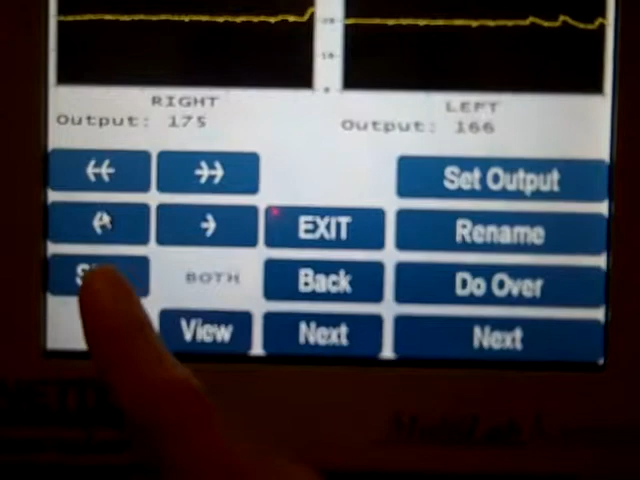 RIGHT
LEFT
Output: 175
Output: 166
Set Output
EXIT
Rename
BOTH
Back
Do Over
View
Next
Next